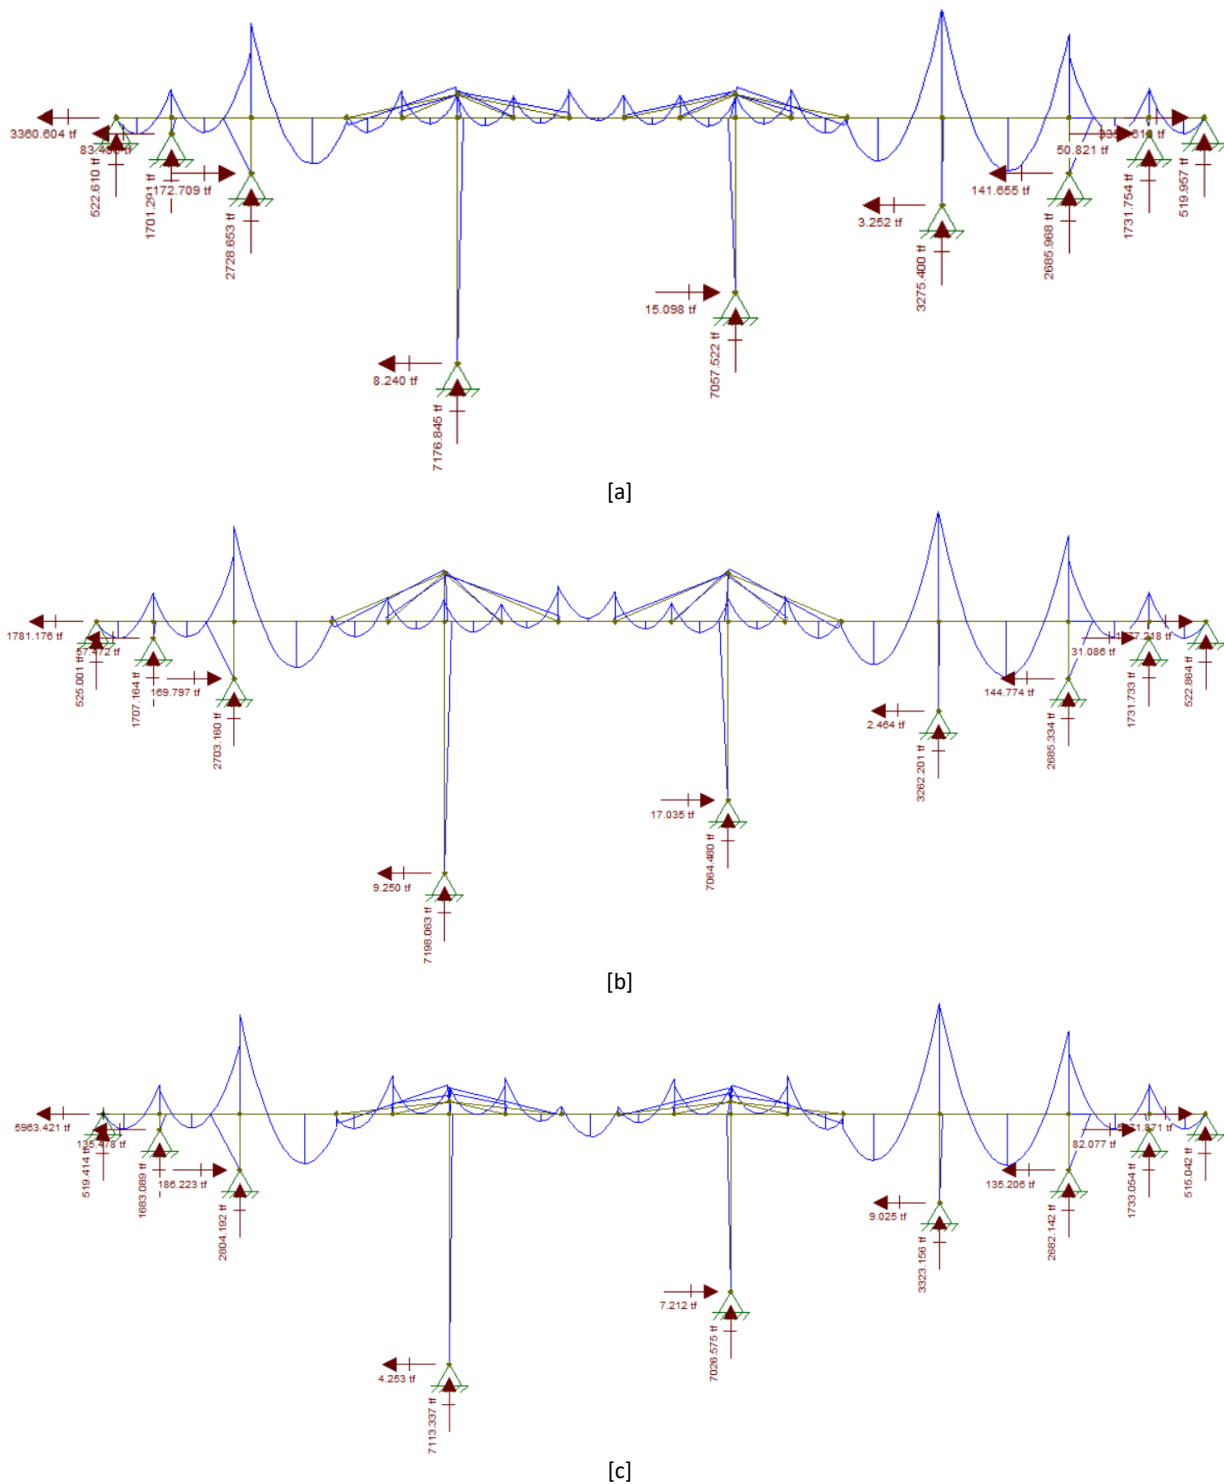 3360.604 tf
522.610 tf
1701.291 tf
172.709 tf
2728.653 tf
8.240 tf
7176.845 tf
15.098 tf
7057.522 tf
3.252 tf
3275.400 tf
141.655 tf
2685.968 tf
50.821 tf
1731.754 tf
519.957 tf
[a]
1781.176 tf
57.472 tf
525.001 tf
1707.164 tf
169.797 tf
2703.160 tf
9.250 tf
7198.063 tf
17.035 tf
7064.480 tf
2.464 tf
3262.201 tf
144.774 tf
2685.334 tf
31.086 tf
1731.733 tf
522.864 tf
[b]
5963.421 tf
135.478 tf
519.414 tf
1683.089 tf
186.223 tf
2804.192 tf
4.253 tf
7113.337 tf
7.212 tf
7026.575 tf
9.025 tf
3323.156 tf
135.206 tf
2682.142 tf
82.077 tf
1733.054 tf
515.042 tf
[c]